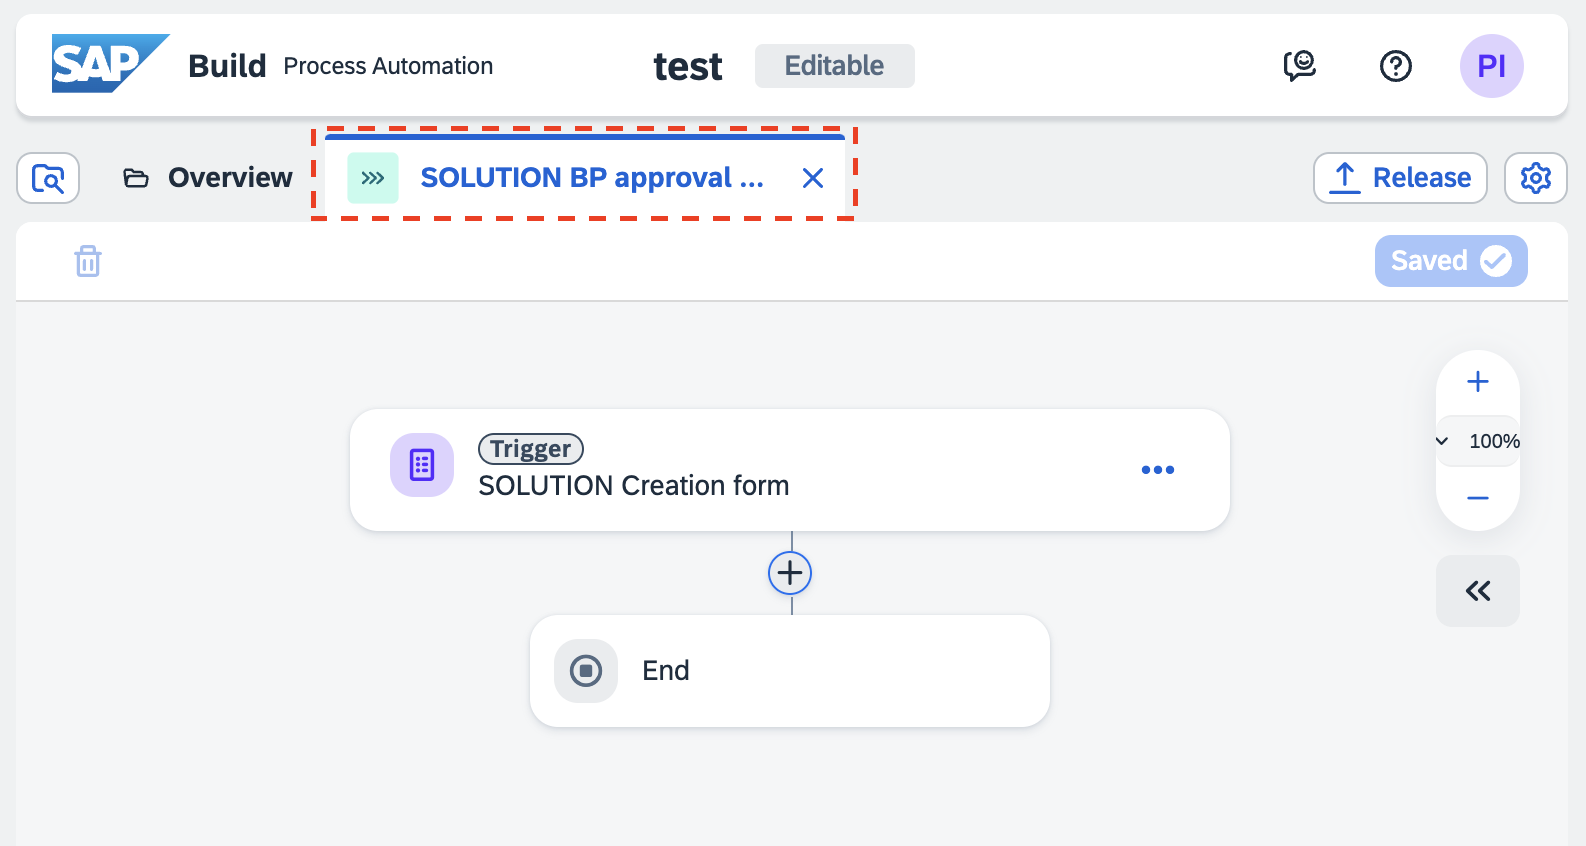 SAP Build Process Automation
test
Editable
PI
Overview
SOLUTION BP approval ...
Release
Saved
100%
Trigger
SOLUTION Creation form
End